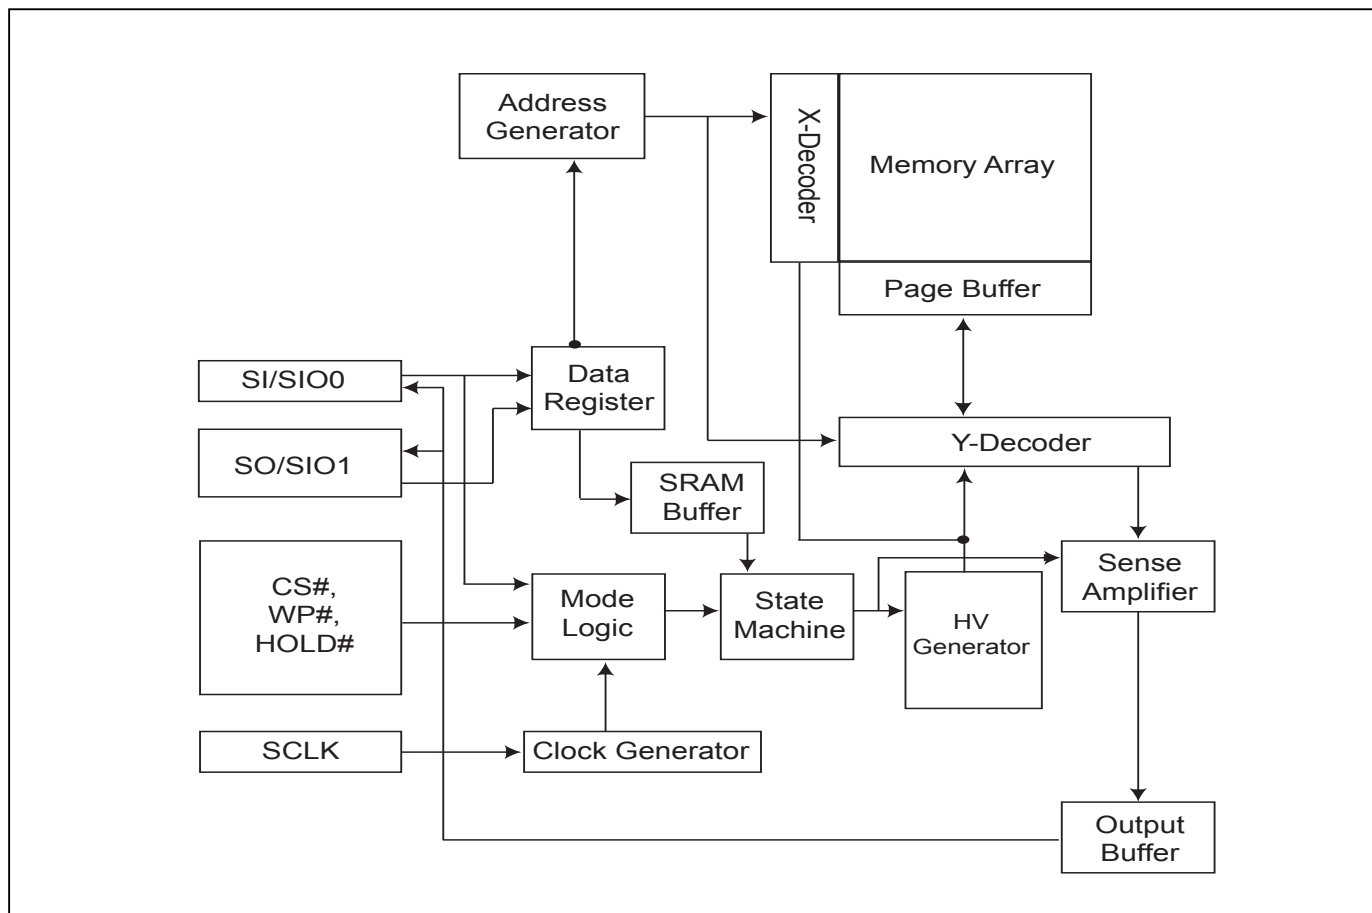 Address
Generator
X-Decoder
Memory Array
Page Buffer
SI/SIO0
Data
Register
SO/SIO1
Y-Decoder
SRAM
Buffer
CS#,
WP#,
HOLD#
Mode
Logic
State
Machine
HV
Generator
Sense
Amplifier
SCLK
Clock Generator
Output
Buffer